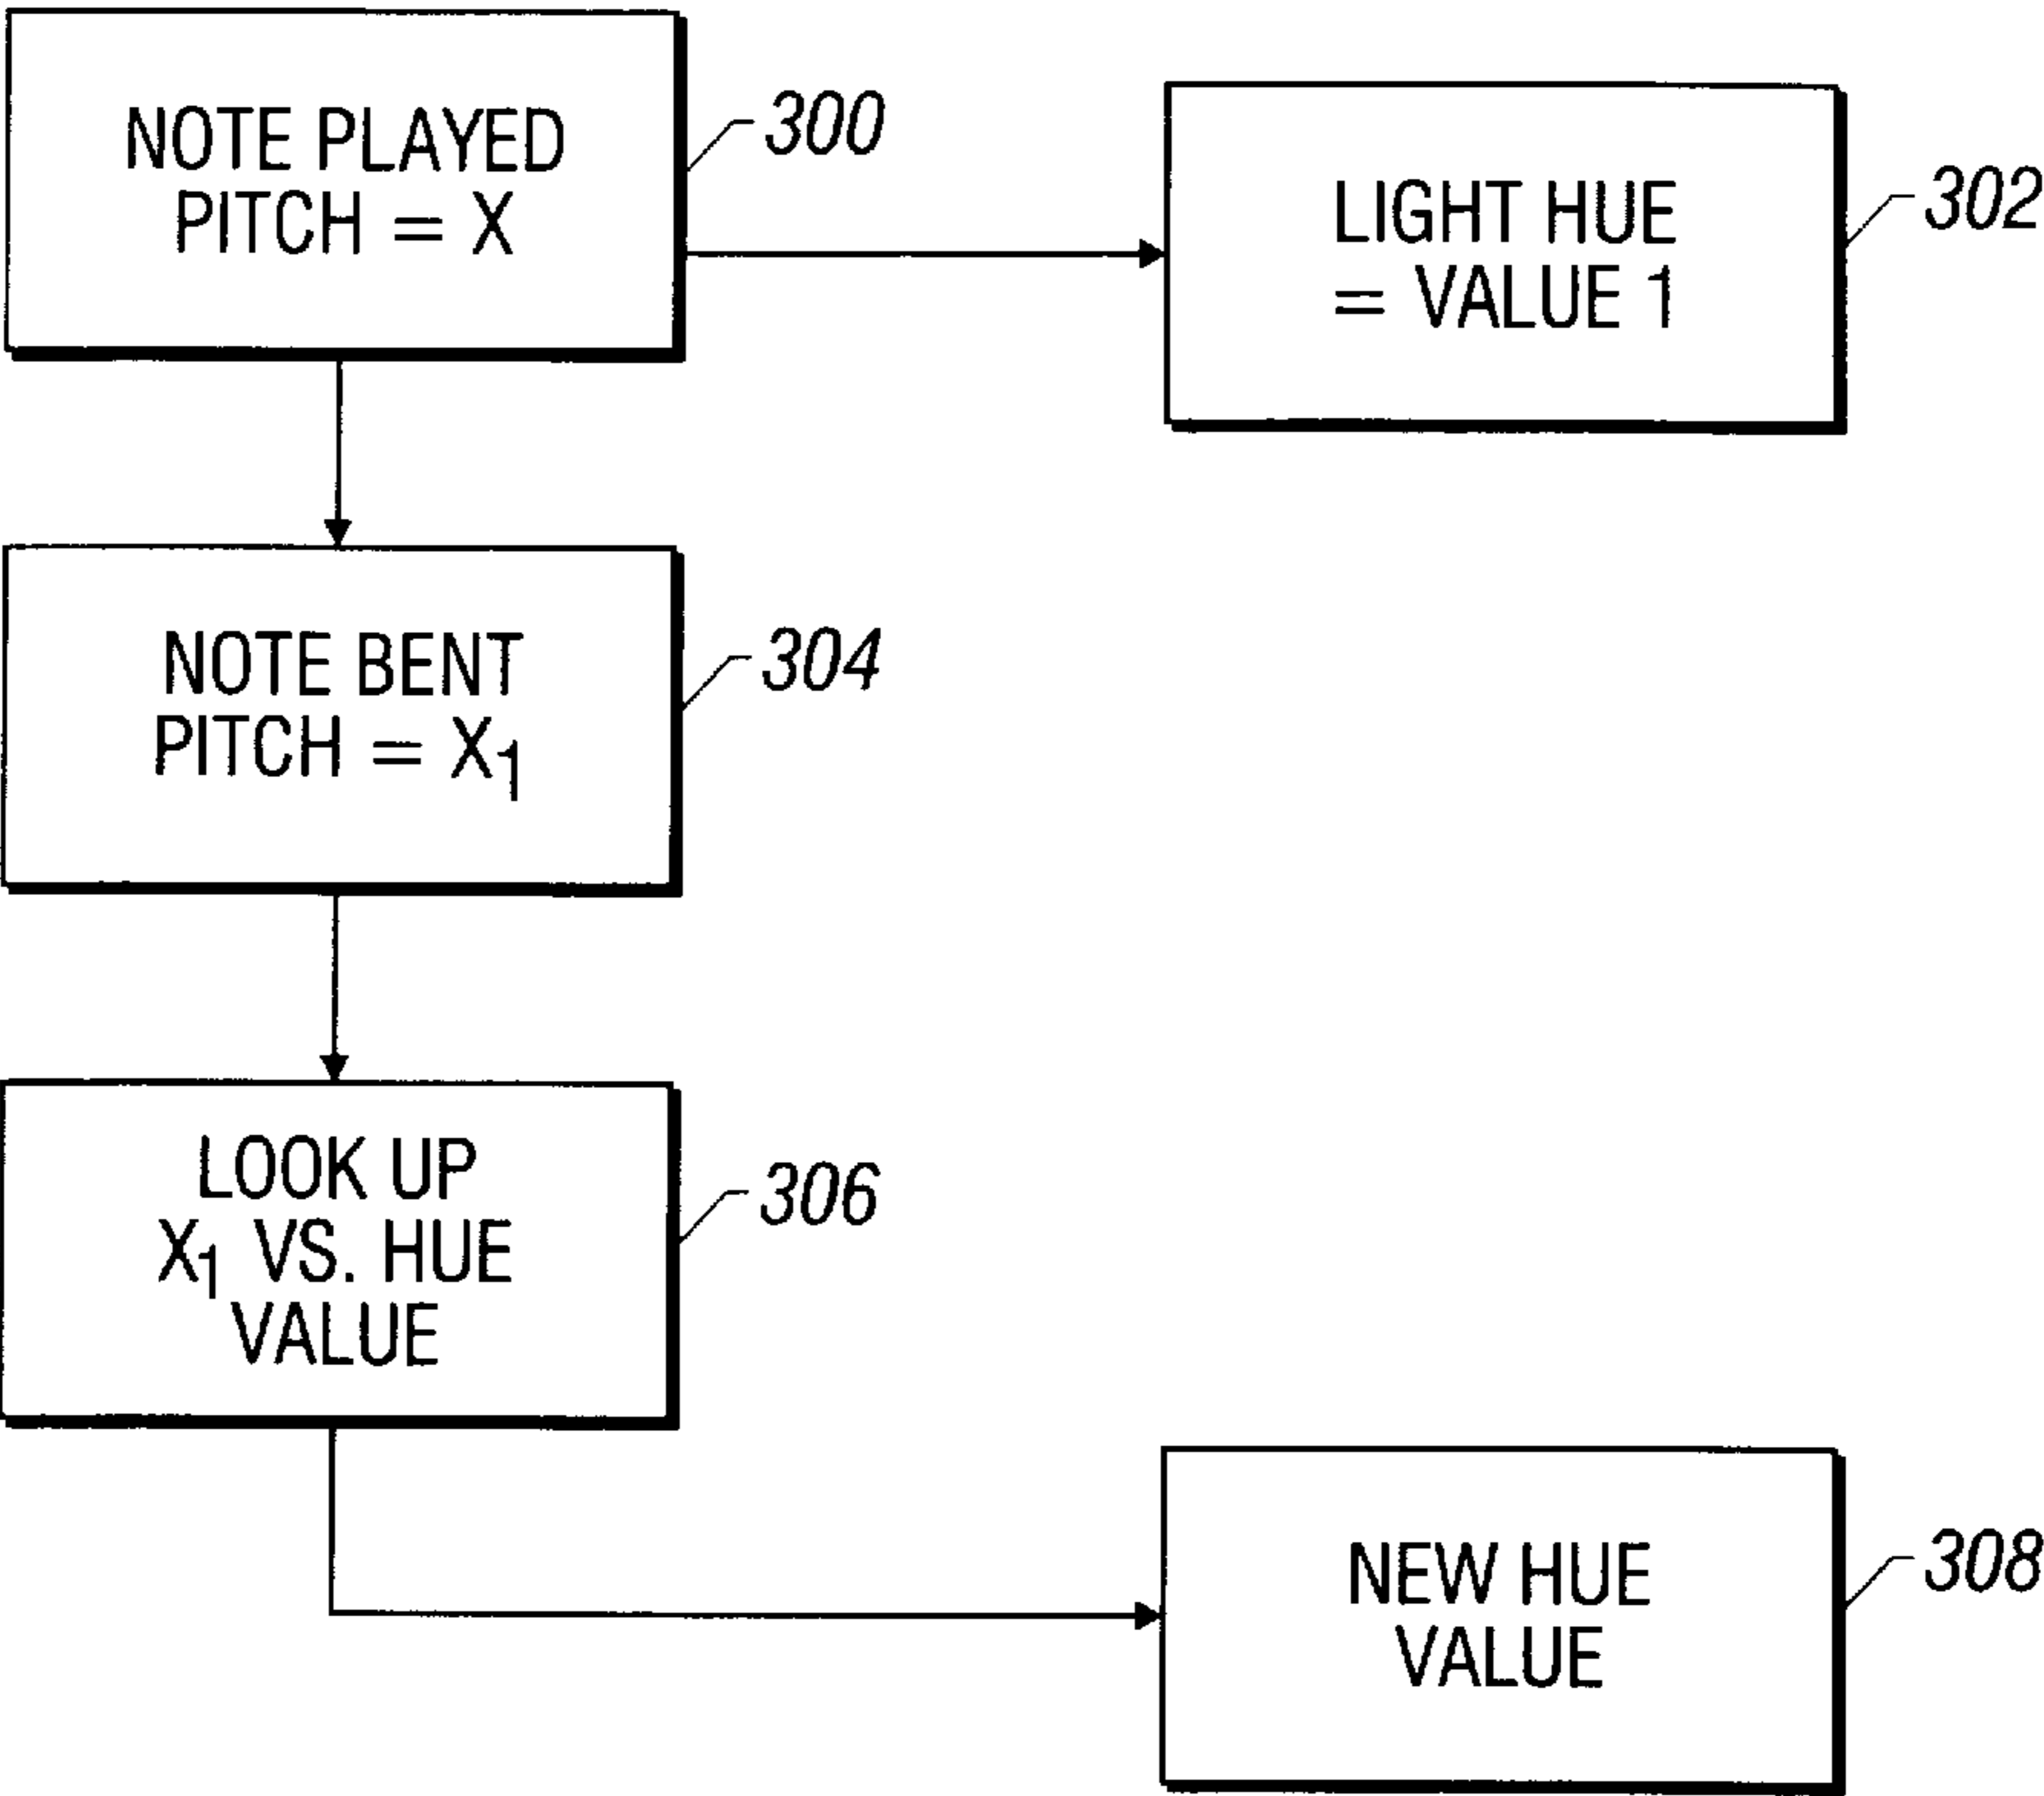 NOTE PLAYED
PITCH = X
300
LIGHT HUE
= VALUE 1
302
NOTE BENT
PITCH = X₁
304
LOOK UP
X₁ VS. HUE
VALUE
306
NEW HUE
VALUE
308